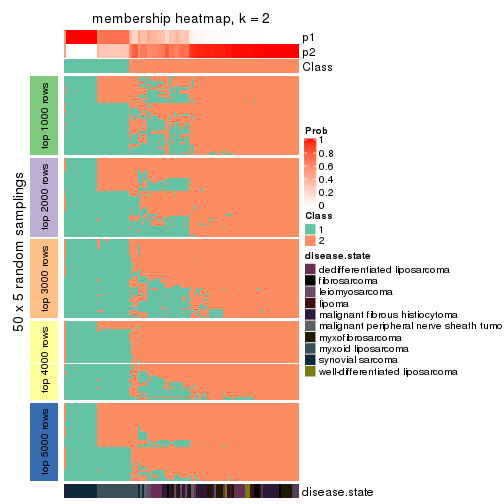 membership heatmap, k = 2
p1
p2
Class
50 x 5 random samplings
top 1000 rows
top 2000 rows
top 3000 rows
top 4000 rows
top 5000 rows
disease.state
Prob
1
0.8
0.6
0.4
0.2
0
Class
1
2
disease.state
dedifferentiated liposarcoma
fibrosarcoma
leiomyosarcoma
lipoma
malignant fibrous histiocytoma
malignant peripheral nerve sheath tumo
myxofibrosarcoma
myxoid liposarcoma
synovial sarcoma
well-differentiated liposarcoma